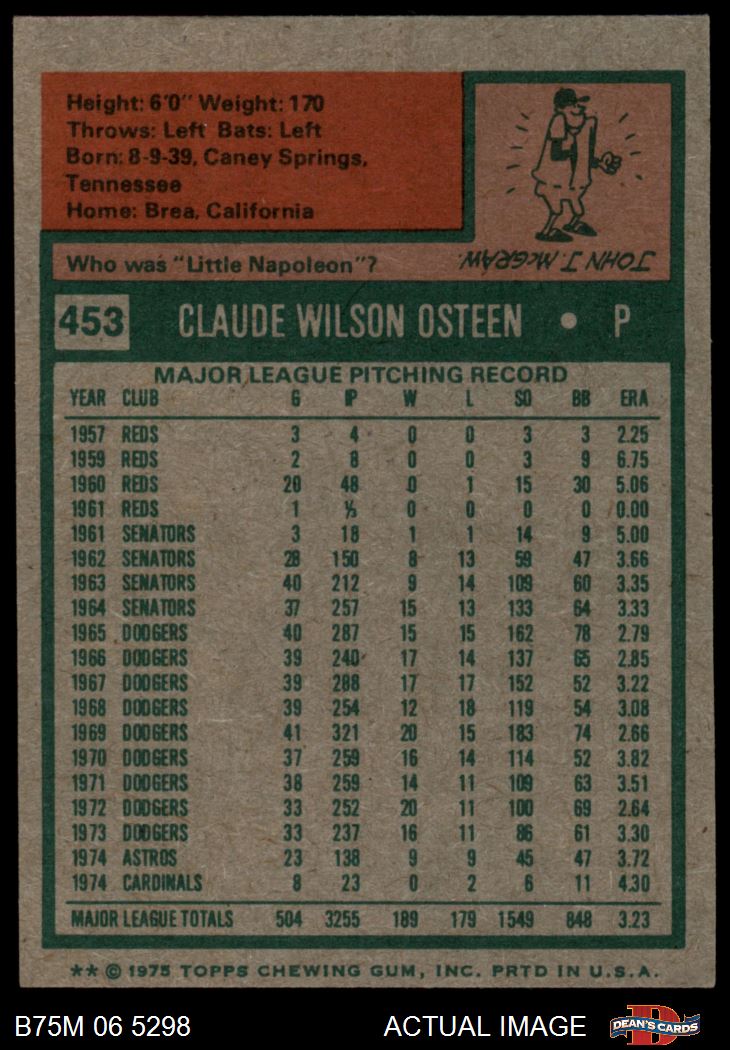 Height: 6'0" Weight: 170
Throws: Left Bats: Left
Born: 8-9-39, Caney Springs,
Tennessee
Home: Brea, California
Who was "Little Napoleon"?
JOHN J. McGRAW.
453 CLAUDE WILSON OSTEEN • P
MAJOR LEAGUE PITCHING RECORD
YEAR CLUB G IP W L SO BB ERA
1957 REDS 3 4 0 0 3 3 2.25
1959 REDS 2 8 0 0 3 9 6.75
1960 REDS 20 48 0 1 15 30 5.06
1961 REDS 1 ⅓ 0 0 0 0 0.00
1961 SENATORS 3 18 1 1 14 9 5.00
1962 SENATORS 28 150 8 13 59 47 3.66
1963 SENATORS 40 212 9 14 109 60 3.35
1964 SENATORS 37 257 15 13 133 64 3.33
1965 DODGERS 40 287 15 15 162 78 2.79
1966 DODGERS 39 240 17 14 137 65 2.85
1967 DODGERS 39 288 17 17 152 52 3.22
1968 DODGERS 39 254 12 18 119 54 3.08
1969 DODGERS 41 321 20 15 183 74 2.66
1970 DODGERS 37 259 16 14 114 52 3.82
1971 DODGERS 38 259 14 11 109 63 3.51
1972 DODGERS 33 252 20 11 100 69 2.64
1973 DODGERS 33 237 16 11 86 61 3.30
1974 ASTROS 23 138 9 9 45 47 3.72
1974 CARDINALS 8 23 0 2 6 11 4.30
MAJOR LEAGUE TOTALS 504 3255 189 179 1549 848 3.23
** © 1975 TOPPS CHEWING GUM, INC. PRTD IN U.S.A.
B75M 06 5298 ACTUAL IMAGE
D
DEAN'S CARDS